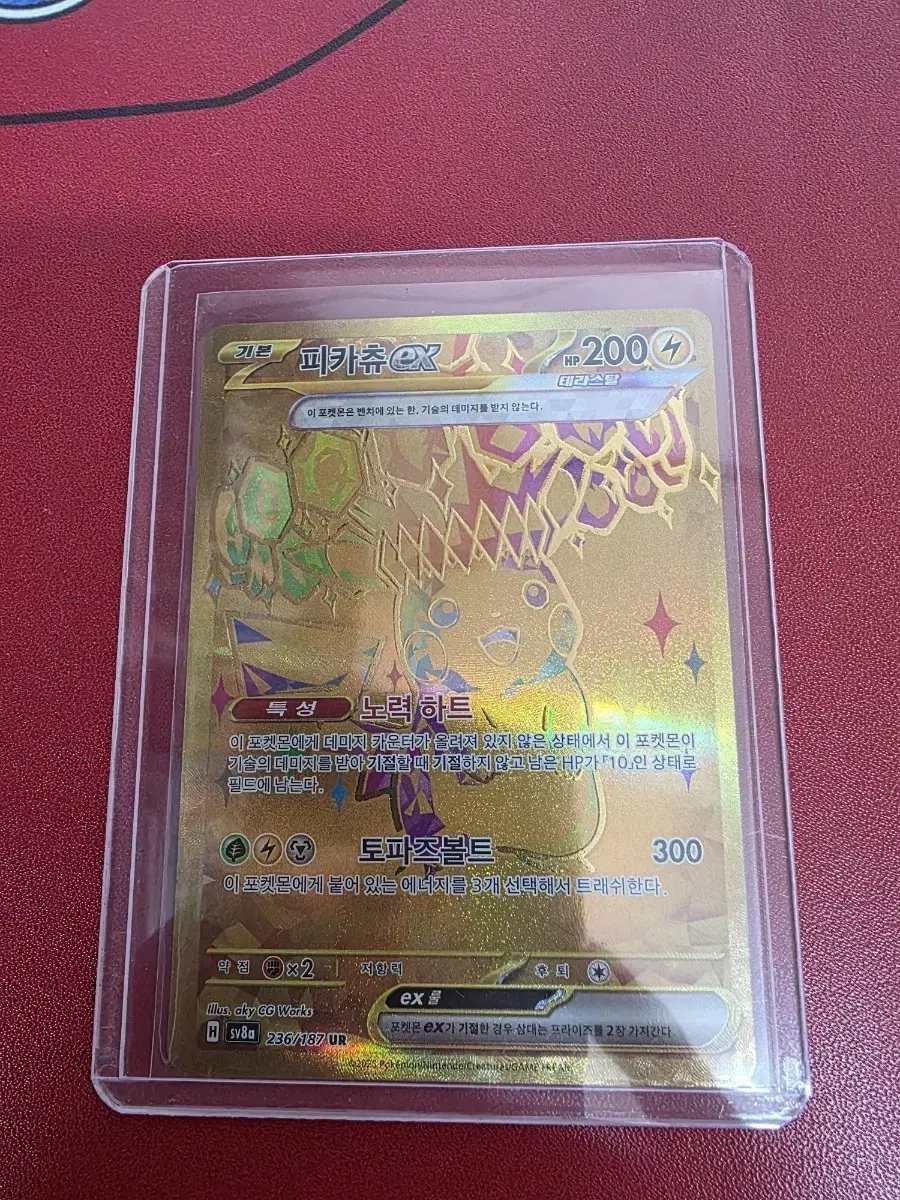 기본 피카츄ex HP200
테라스탈
이 포켓몬은 벤치에 있는 한, 기술의 데미지를 받지 않는다.
특성 노력 하트
이 포켓몬에게 데미지 카운터가 올려져 있지 않은 상태에서 이 포켓몬이
기술의 데미지를 받아 기절할 때 기절하지 않고 남은 HP가 「10」인 상태로
필드에 남는다.
토파즈볼트 300
이 포켓몬에게 붙어 있는 에너지를 3개 선택해서 트래쉬한다.
약점 ×2 저항력 후퇴
Illus. aky CG Works
ex 룰
포켓몬 ex가 기절한 경우 상대는 프라이즈를 2장 가져간다.
H sv8a 236/187 UR
Pokémon/Nintendo/Creatures/GAME FREAK